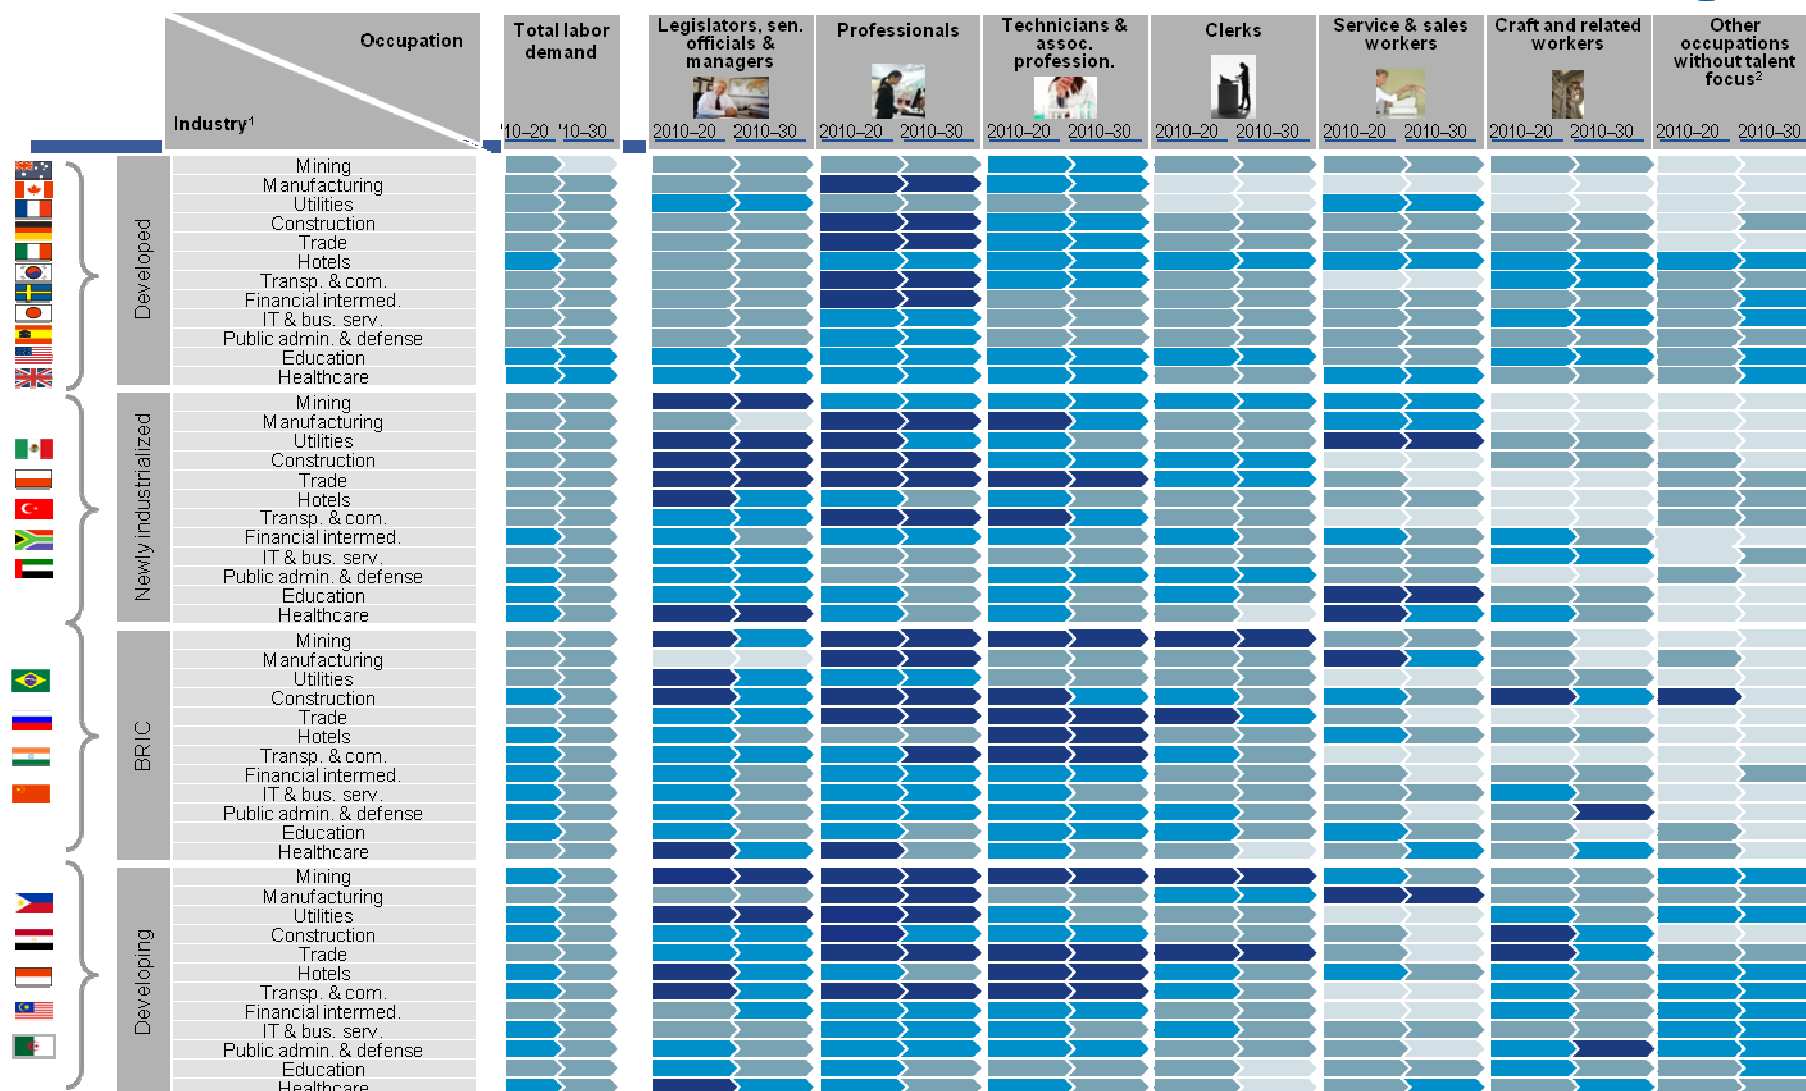 Occupation
Industry¹
Total labor
demand
'10–20 '10–30
Legislators, sen.
officials &
managers
2010–20 2010–30
Professionals
2010–20 2010–30
Technicians &
assoc.
profession.
2010–20 2010–30
Clerks
2010–20 2010–30
Service & sales
workers
2010–20 2010–30
Craft and related
workers
2010–20 2010–30
Other
occupations
without talent
focus²
2010–20 2010–30
Developed
Mining
Manufacturing
Utilities
Construction
Trade
Hotels
Transp. & com.
Financial intermed.
IT & bus. serv.
Public admin. & defense
Education
Healthcare
Newly industrialized
Mining
Manufacturing
Utilities
Construction
Trade
Hotels
Transp. & com.
Financial intermed.
IT & bus. serv.
Public admin. & defense
Education
Healthcare
BRIC
Mining
Manufacturing
Utilities
Construction
Trade
Hotels
Transp. & com.
Financial intermed.
IT & bus. serv.
Public admin. & defense
Education
Healthcare
Developing
Mining
Manufacturing
Utilities
Construction
Trade
Hotels
Transp. & com.
Financial intermed.
IT & bus. serv.
Public admin. & defense
Education
Healthcare